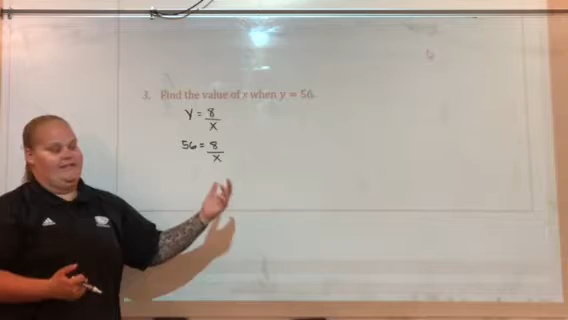 3. Find the value of x when y = 56.
y = 8/x
56 = 8/x